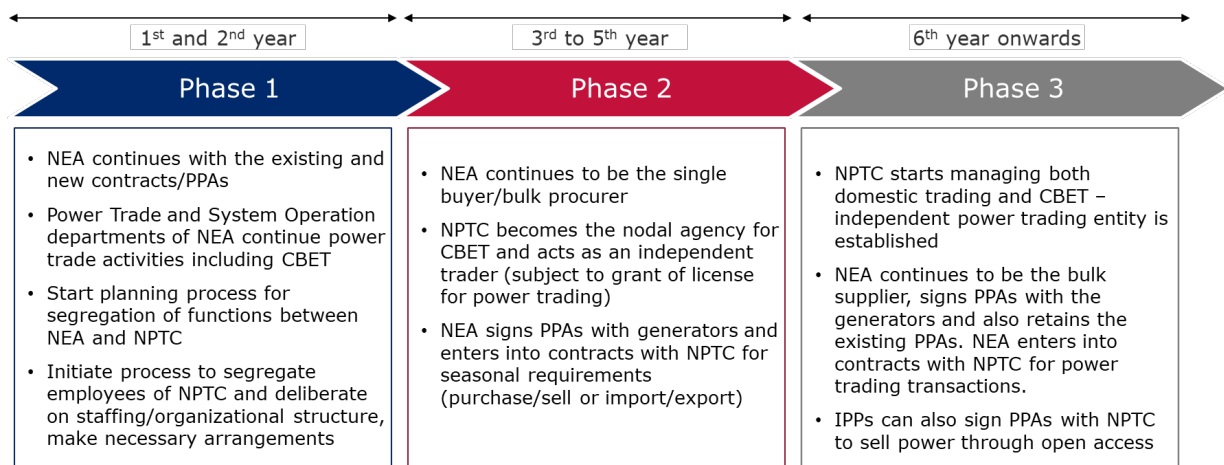 1st and 2nd year
3rd to 5th year
6th year onwards
Phase 1
Phase 2
Phase 3
• NEA continues with the existing and
new contracts/PPAs
• Power Trade and System Operation
departments of NEA continue power
trade activities including CBET
• Start planning process for
segregation of functions between
NEA and NPTC
• Initiate process to segregate
employees of NPTC and deliberate
on staffing/organizational structure,
make necessary arrangements
• NEA continues to be the single
buyer/bulk procurer
• NPTC becomes the nodal agency for
CBET and acts as an independent
trader (subject to grant of license
for power trading)
• NEA signs PPAs with generators and
enters into contracts with NPTC for
seasonal requirements
(purchase/sell or import/export)
• NPTC starts managing both
domestic trading and CBET –
independent power trading entity is
established
• NEA continues to be the bulk
supplier, signs PPAs with the
generators and also retains the
existing PPAs. NEA enters into
contracts with NPTC for power
trading transactions.
• IPPs can also sign PPAs with NPTC
to sell power through open access